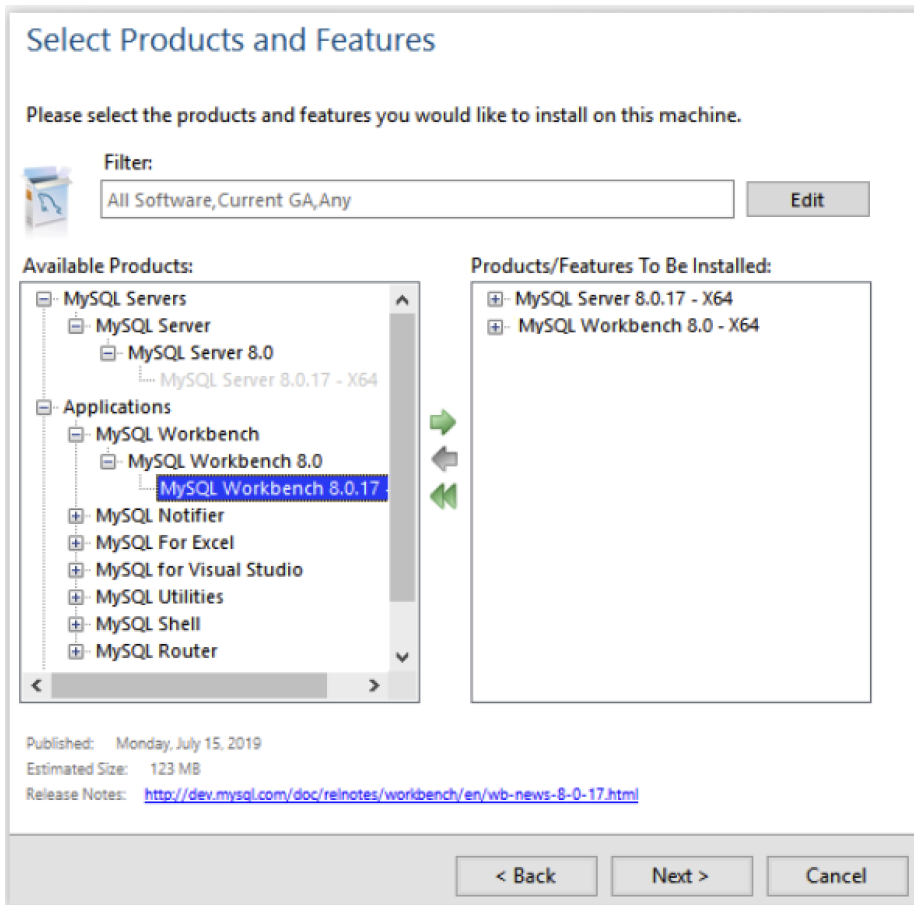 Select Products and Features
Please select the products and features you would like to install on this machine.
Filter:
All Software,Current GA,Any
Edit
Available Products:
MySQL Servers
MySQL Server
MySQL Server 8.0
MySQL Server 8.0.17 - X64
Applications
MySQL Workbench
MySQL Workbench 8.0
MySQL Workbench 8.0.17 -
MySQL Notifier
MySQL For Excel
MySQL for Visual Studio
MySQL Utilities
MySQL Shell
MySQL Router
Products/Features To Be Installed:
MySQL Server 8.0.17 - X64
MySQL Workbench 8.0 - X64
Published: Monday, July 15, 2019
Estimated Size: 123 MB
Release Notes: http://dev.mysql.com/doc/relnotes/workbench/en/wb-news-8-0-17.html
< Back
Next >
Cancel